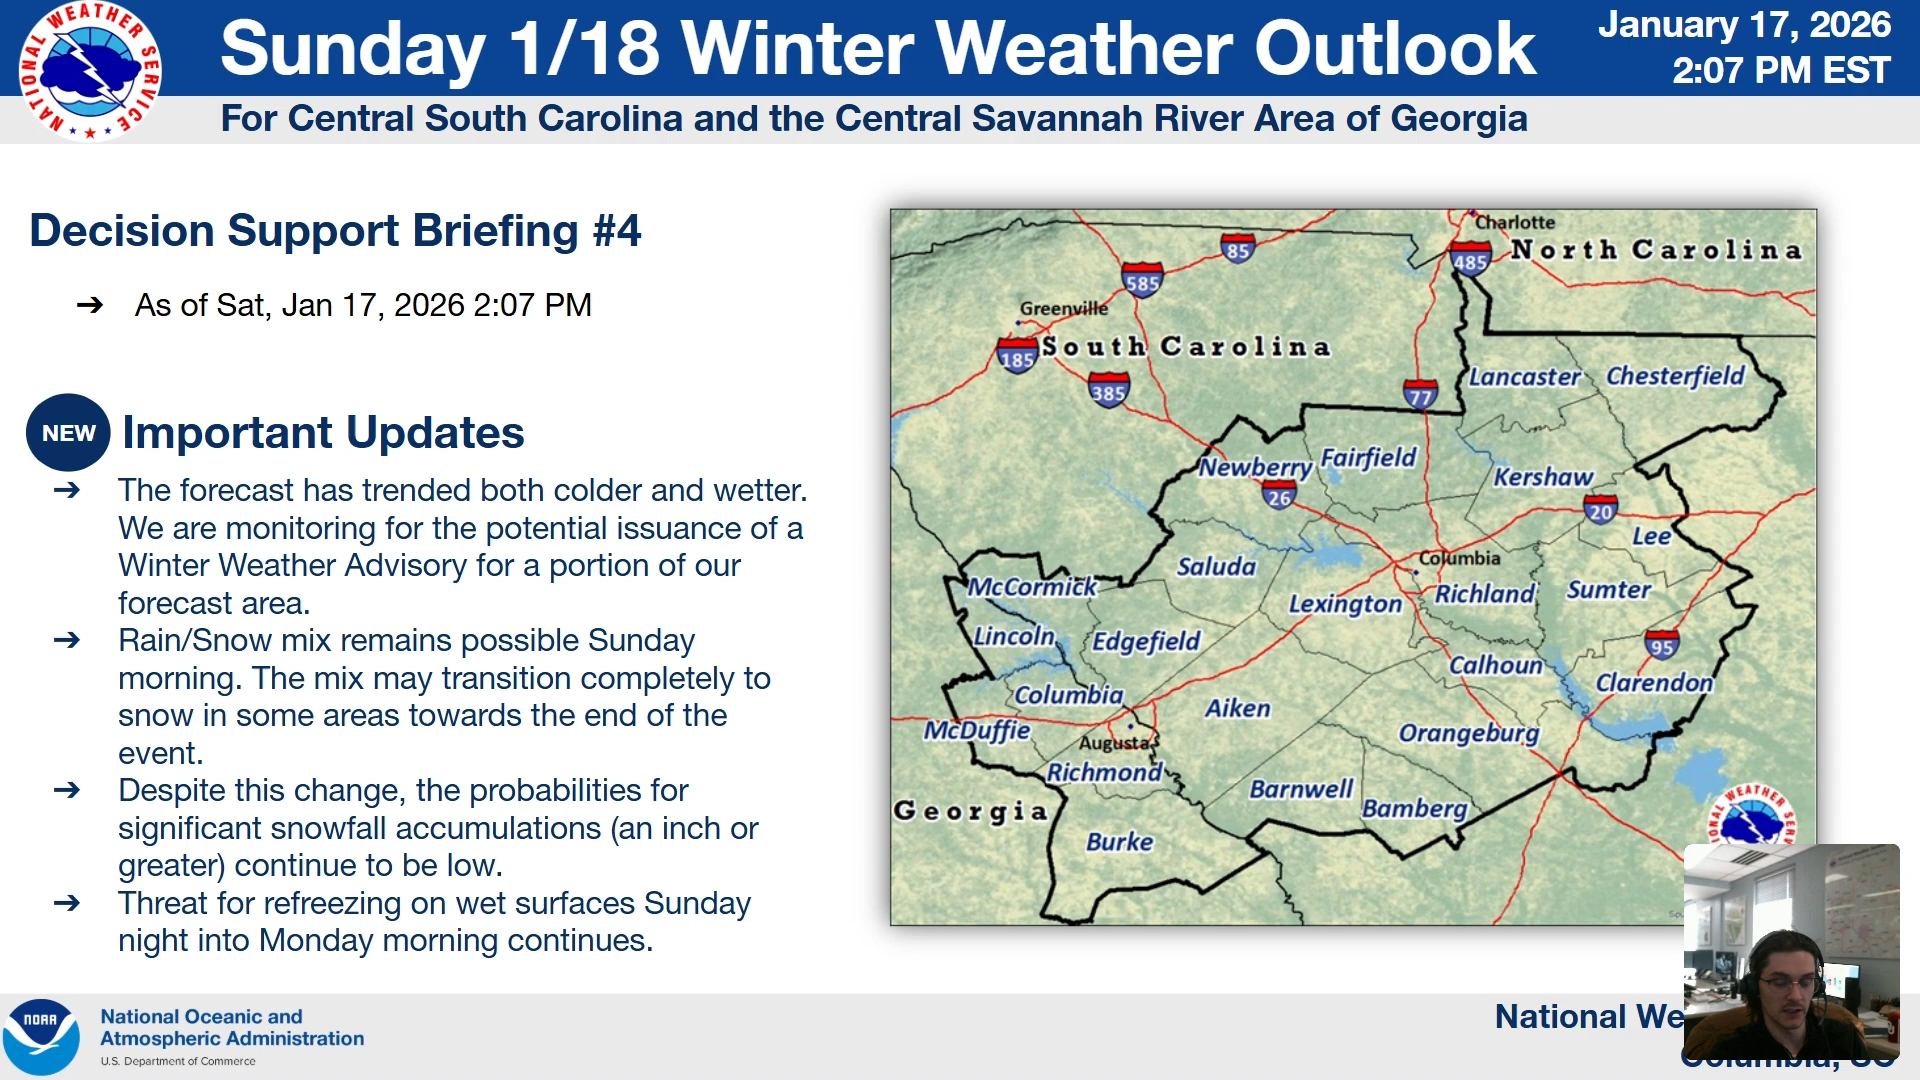 NATIONAL WEATHER SERVICE
Sunday 1/18 Winter Weather Outlook
January 17, 2026
2:07 PM EST
For Central South Carolina and the Central Savannah River Area of Georgia
Decision Support Briefing #4
➔ As of Sat, Jan 17, 2026 2:07 PM
NEW Important Updates
➔ The forecast has trended both colder and wetter.
We are monitoring for the potential issuance of a
Winter Weather Advisory for a portion of our
forecast area.
➔ Rain/Snow mix remains possible Sunday
morning. The mix may transition completely to
snow in some areas towards the end of the
event.
➔ Despite this change, the probabilities for
significant snowfall accumulations (an inch or
greater) continue to be low.
➔ Threat for refreezing on wet surfaces Sunday
night into Monday morning continues.
Charlotte
85
485
North Carolina
585
Greenville
185
South Carolina
385
77
Lancaster
Chesterfield
Newberry
Fairfield
Kershaw
26
20
Lee
Saluda
Columbia
McCormick
Lexington
Richland
Sumter
Lincoln
Edgefield
95
Calhoun
Columbia
Clarendon
Aiken
McDuffie
Orangeburg
Augusta
Richmond
Barnwell
Bamberg
Georgia
Burke
NOAA
National Oceanic and
Atmospheric Administration
U.S. Department of Commerce
National We
Columbia, SC